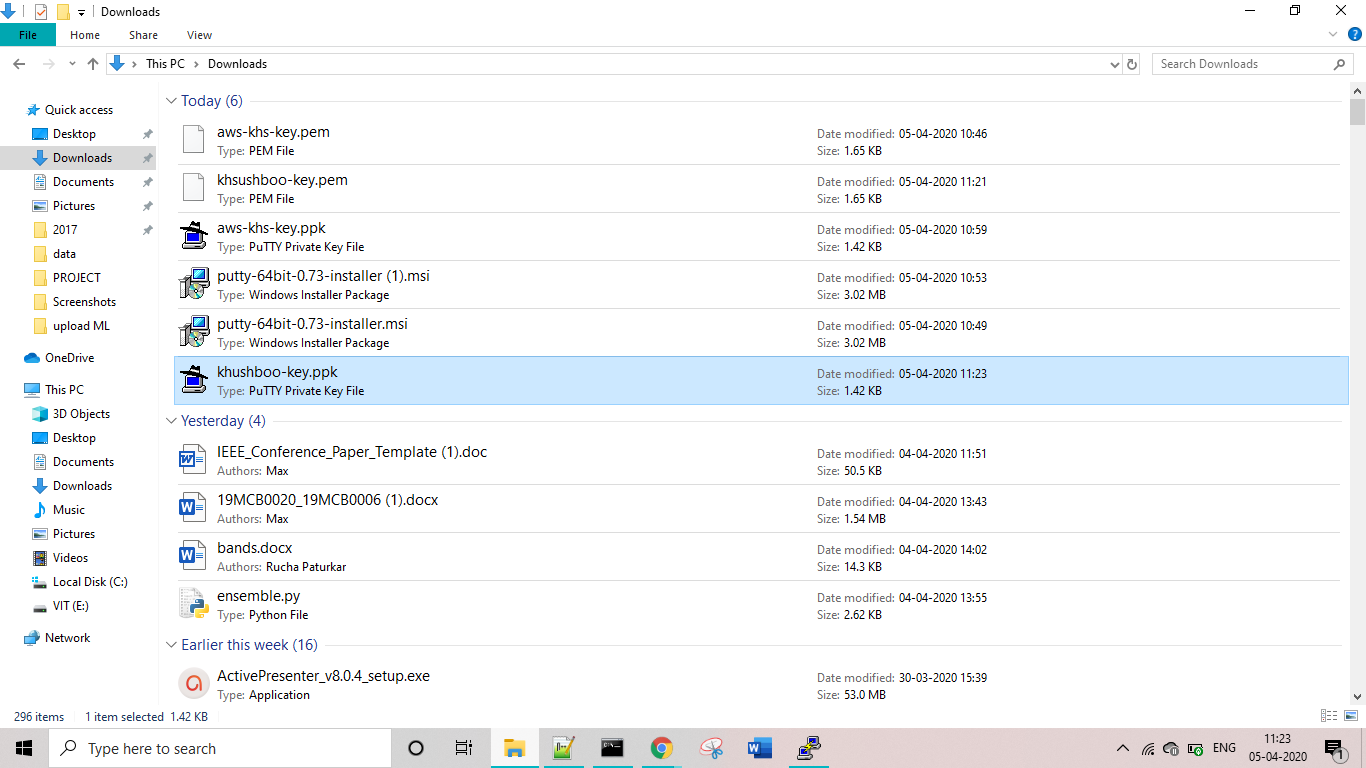 Downloads
File Home Share View
This PC Downloads Search Downloads
Quick access
Desktop
Downloads
Documents
Pictures
2017
data
PROJECT
Screenshots
upload ML
OneDrive
This PC
3D Objects
Desktop
Documents
Downloads
Music
Pictures
Videos
Local Disk (C:)
VIT (E:)
Network
Today (6)
aws-khs-key.pem Date modified: 05-04-2020 10:46
Type: PEM File Size: 1.65 KB
khsushboo-key.pem Date modified: 05-04-2020 11:21
Type: PEM File Size: 1.65 KB
aws-khs-key.ppk Date modified: 05-04-2020 10:59
Type: PuTTY Private Key File Size: 1.42 KB
putty-64bit-0.73-installer (1).msi Date modified: 05-04-2020 10:53
Type: Windows Installer Package Size: 3.02 MB
putty-64bit-0.73-installer.msi Date modified: 05-04-2020 10:49
Type: Windows Installer Package Size: 3.02 MB
khushboo-key.ppk Date modified: 05-04-2020 11:23
Type: PuTTY Private Key File Size: 1.42 KB
Yesterday (4)
IEEE_Conference_Paper_Template (1).doc Date modified: 04-04-2020 11:51
Authors: Max Size: 50.5 KB
19MCB0020_19MCB0006 (1).docx Date modified: 04-04-2020 13:43
Authors: Max Size: 1.54 MB
bands.docx Date modified: 04-04-2020 14:02
Authors: Rucha Paturkar Size: 14.3 KB
ensemble.py Date modified: 04-04-2020 13:55
Type: Python File Size: 2.62 KB
Earlier this week (16)
ActivePresenter_v8.0.4_setup.exe Date modified: 30-03-2020 15:39
Type: Application Size: 53.0 MB
296 items 1 item selected 1.42 KB
Type here to search
ENG
11:23
05-04-2020
1